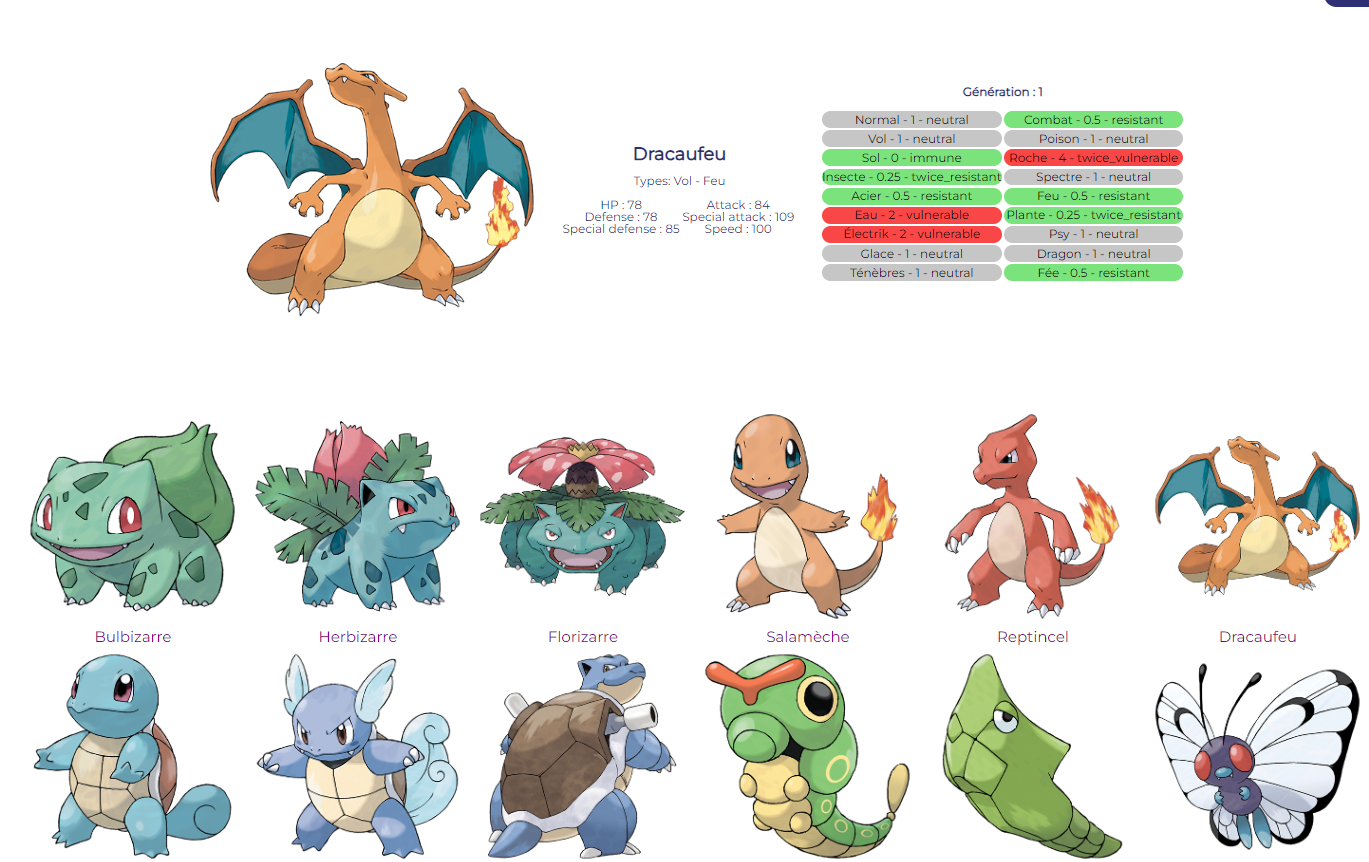 Génération : 1
Dracaufeu
Types: Vol - Feu
HP : 78 Attack : 84
Defense : 78 Special attack : 109
Special defense : 85 Speed : 100
Normal - 1 - neutral Combat - 0.5 - resistant
Vol - 1 - neutral Poison - 1 - neutral
Sol - 0 - immune Roche - 4 - twice_vulnerable
Insecte - 0.25 - twice_resistant Spectre - 1 - neutral
Acier - 0.5 - resistant Feu - 0.5 - resistant
Eau - 2 - vulnerable Plante - 0.25 - twice_resistant
Électrik - 2 - vulnerable Psy - 1 - neutral
Glace - 1 - neutral Dragon - 1 - neutral
Ténèbres - 1 - neutral Fée - 0.5 - resistant
Bulbizarre Herbizarre Florizarre Salamèche Reptincel Dracaufeu